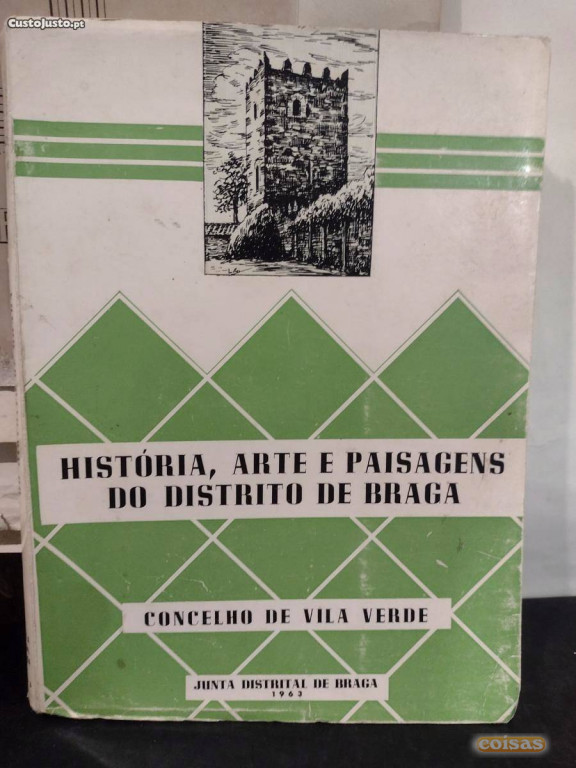 CustoJusto.pt
HISTÓRIA, ARTE E PAISAGENS
DO DISTRITO DE BRAGA
CONCELHO DE VILA VERDE
JUNTA DISTRITAL DE BRAGA
1963
coisas